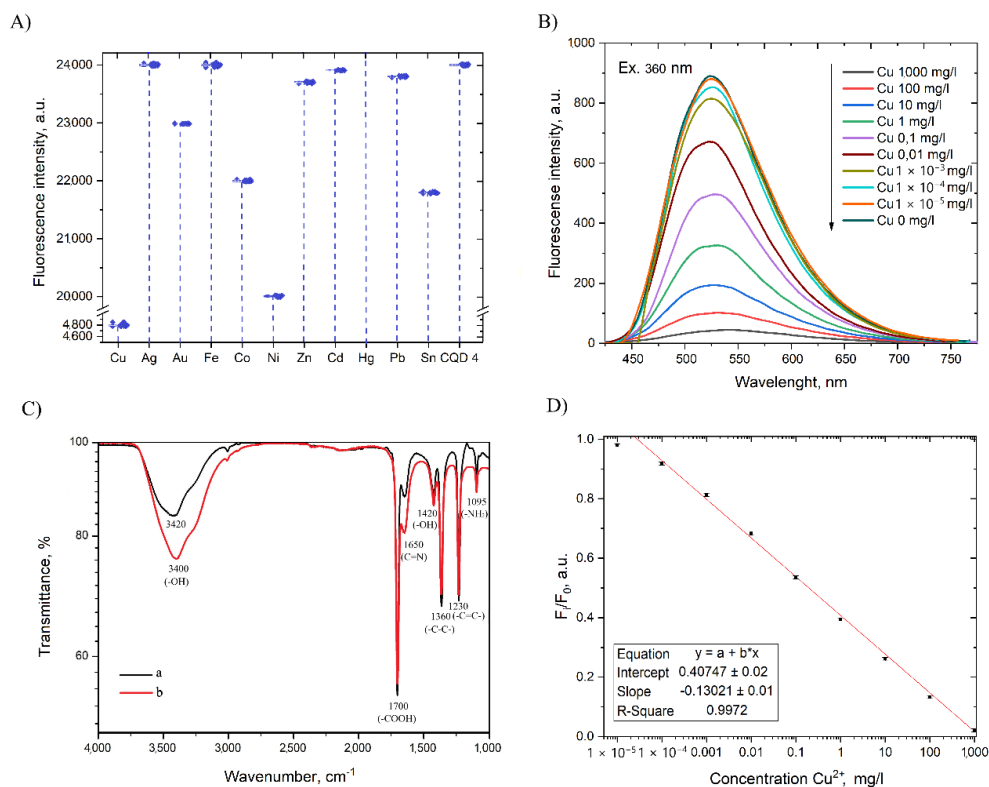 A)
Fluorescence intensity, a.u.
24000
23000
22000
21000
20000
4800
4600
Cu Ag Au Fe Co Ni Zn Cd Hg Pb Sn CQD 4
B)
Fluorescense intensity, a.u.
1000
800
600
400
200
0
Ex. 360 nm
Cu 1000 mg/l
Cu 100 mg/l
Cu 10 mg/l
Cu 1 mg/l
Cu 0,1 mg/l
Cu 0,01 mg/l
Cu 1 × 10⁻³ mg/l
Cu 1 × 10⁻⁴ mg/l
Cu 1 × 10⁻⁵ mg/l
Cu 0 mg/l
450 500 550 600 650 700 750
Wavelenght, nm
C)
Transmittance, %
100
80
60
3420
3400
(-OH)
1700
(-COOH)
1650
(C=N)
1420
(-OH)
1360
(-C-C-)
1230
(-C=C-)
1095
(-NH₂)
a
b
4,000 3,500 3,000 2,500 2,000 1,500 1,000
Wavenumber, cm⁻¹
D)
Fᵢ/F₀, a.u.
1.0
0.8
0.6
0.4
0.2
0.0
Equation y = a + b*x
Intercept 0.40747 ± 0.02
Slope -0.13021 ± 0.01
R-Square 0.9972
1 × 10⁻⁵ 1 × 10⁻⁴ 0.001 0.01 0.1 1 10 100 1,000
Concentration Cu²⁺, mg/l